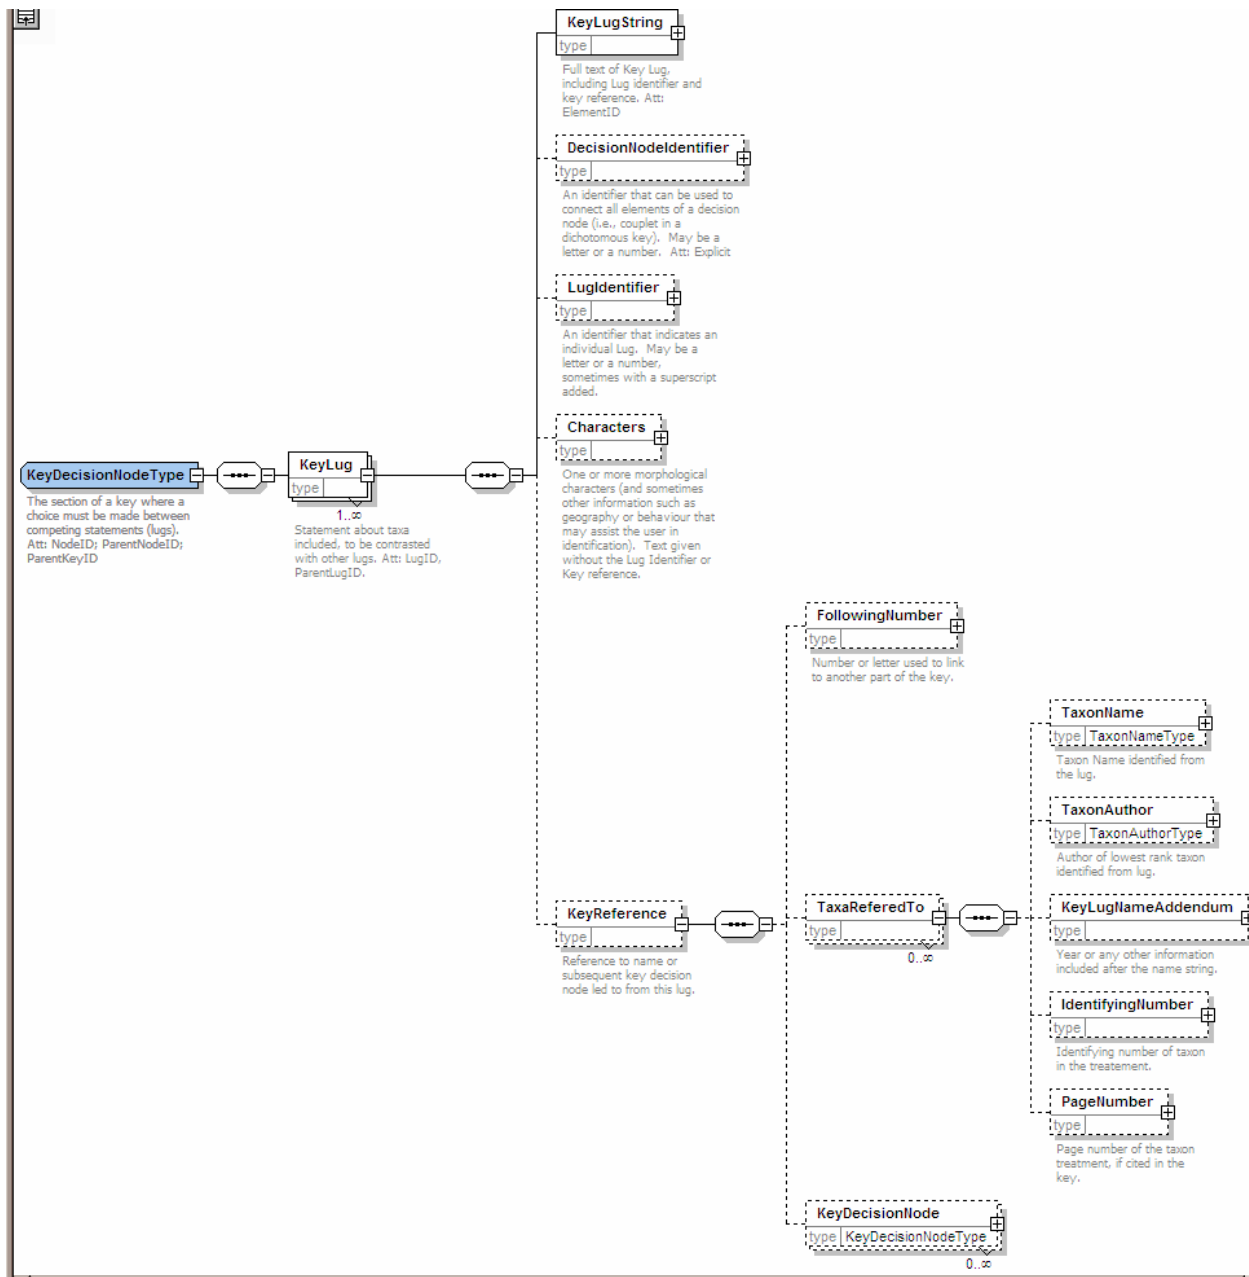 KeyLugString
type
Full text of Key Lug,
including Lug identifier and
key reference. Att:
ElementID
DecisionNodeIdentifier
type
An identifier that can be used to
connect all elements of a decision
node (i.e., couplet in a
dichotomous key). May be a
letter or a number. Att: Explicit
LugIdentifier
type
An identifier that indicates an
individual Lug. May be a
letter or a number,
sometimes with a superscript
added.
Characters
type
One or more morphological
characters (and sometimes
other information such as
geography or behaviour that
may assist the user in
identification). Text given
without the Lug Identifier or
Key reference.
KeyDecisionNodeType
The section of a key where a
choice must be made between
competing statements (lugs).
Att: NodeID; ParentNodeID;
ParentKeyID
KeyLug
type
1..∞
Statement about taxa
included, to be contrasted
with other lugs. Att: LugID,
ParentLugID.
KeyReference
type
Reference to name or
subsequent key decision
node led to from this lug.
FollowingNumber
type
Number or letter used to link
to another part of the key.
TaxaReferedTo
type
0..∞
TaxonName
type TaxonNameType
Taxon Name identified from
the lug.
TaxonAuthor
type TaxonAuthorType
Author of lowest rank taxon
identified from lug.
KeyLugNameAddendum
type
Year or any other information
included after the name string.
IdentifyingNumber
type
Identifying number of taxon
in the treatement.
PageNumber
type
Page number of the taxon
treatment, if cited in the
key.
KeyDecisionNode
type KeyDecisionNodeType
0..∞